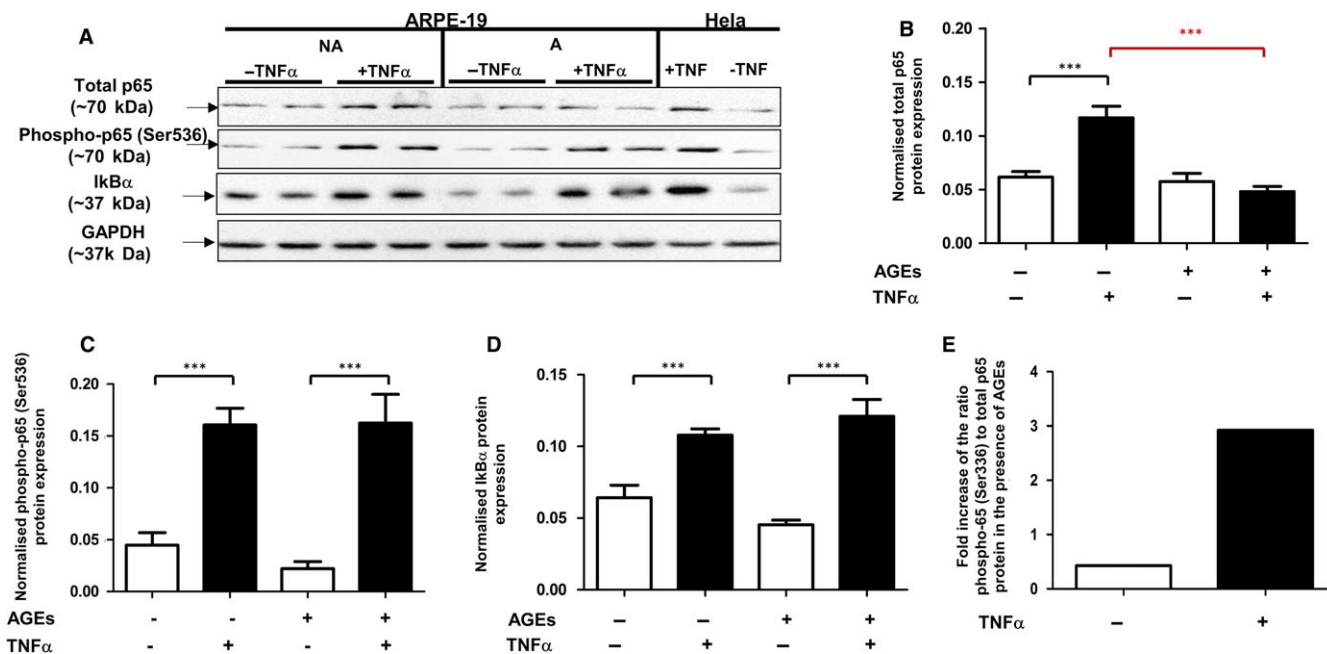 A
ARPE-19
Hela
NA
A
–TNFα +TNFα –TNFα +TNFα +TNF -TNF
Total p65
(~70 kDa)
Phospho-p65 (Ser536)
(~70 kDa)
IkBα
(~37 kDa)
GAPDH
(~37k Da)
B
Normalised total p65
protein expression
0.20
0.15
0.10
0.05
0.00
***
***
AGEs – – + +
TNFα – + – +
C
Normalised phospho-p65 (Ser536)
protein expression
0.20
0.15
0.10
0.05
0.00
***
***
AGEs - - + +
TNFα - + - +
D
Normalised IkBα protein
expression
0.15
0.10
0.05
0.00
***
***
AGEs – – + +
TNFα – + – +
E
Fold increase of the ratio
phospho-65 (Ser336) to total p65
protein in the presence of AGEs
4
3
2
1
0
TNFα – +